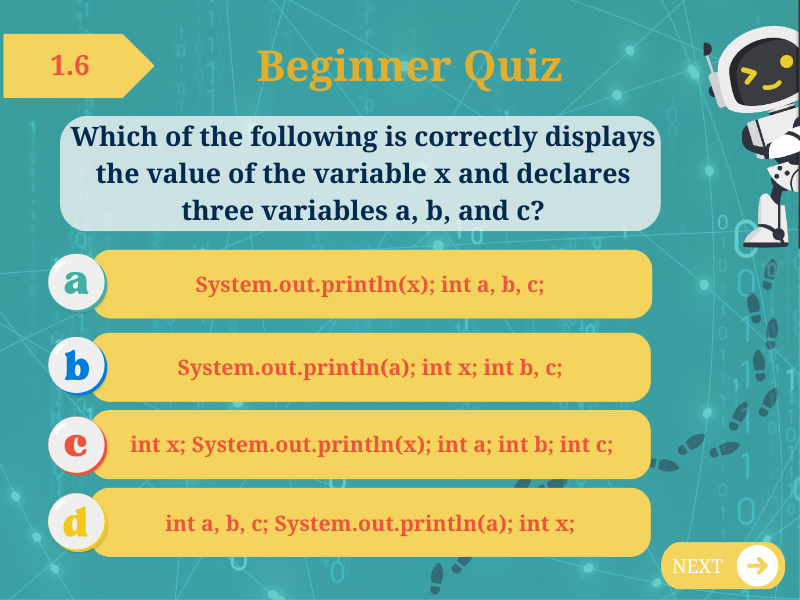 1.6
Beginner Quiz
Which of the following is correctly displays
the value of the variable x and declares
three variables a, b, and c?
a
System.out.println(x); int a, b, c;
b
System.out.println(a); int x; int b, c;
c
int x; System.out.println(x); int a; int b; int c;
d
int a, b, c; System.out.println(a); int x;
NEXT